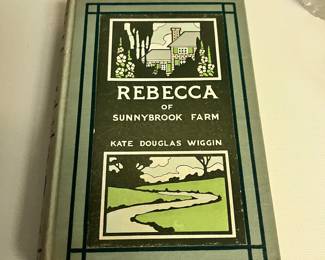 REBECCA
OF
SUNNYBROOK FARM
KATE DOUGLAS WIGGIN